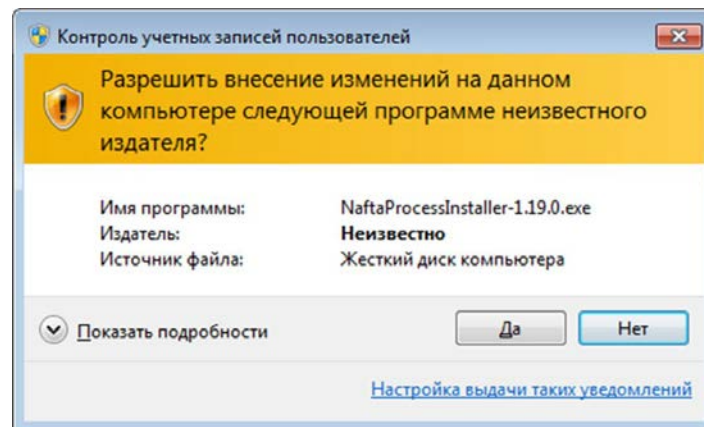 Контроль учетных записей пользователей
Разрешить внесение изменений на данном
компьютере следующей программе неизвестного
издателя?
Имя программы: NaftaProcessInstaller-1.19.0.exe
Издатель: Неизвестно
Источник файла: Жесткий диск компьютера
Показать подробности Да Нет
Настройка выдачи таких уведомлений